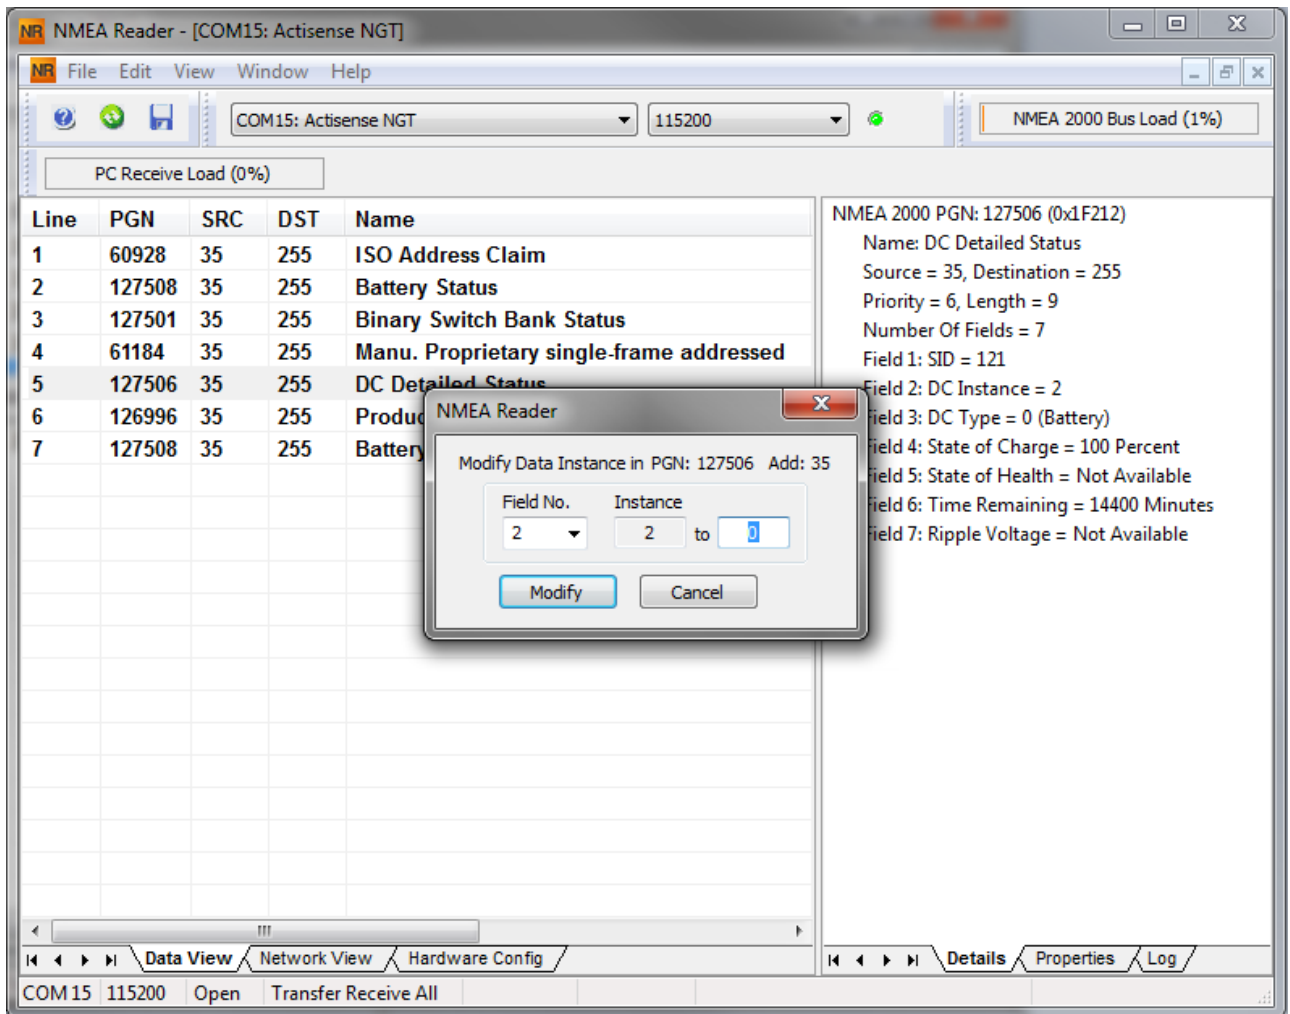 NR NMEA Reader - [COM15: Actisense NGT]
NR File Edit View Window Help
COM15: Actisense NGT 115200 NMEA 2000 Bus Load (1%)
PC Receive Load (0%)
Line PGN SRC DST Name
1 60928 35 255 ISO Address Claim
2 127508 35 255 Battery Status
3 127501 35 255 Binary Switch Bank Status
4 61184 35 255 Manu. Proprietary single-frame addressed
5 127506 35 255 DC Detailed Status
6 126996 35 255 Produc
7 127508 35 255 Battery
NMEA Reader
Modify Data Instance in PGN: 127506 Add: 35
Field No. Instance
2 2 to 0
Modify Cancel
NMEA 2000 PGN: 127506 (0x1F212)
Name: DC Detailed Status
Source = 35, Destination = 255
Priority = 6, Length = 9
Number Of Fields = 7
Field 1: SID = 121
Field 2: DC Instance = 2
Field 3: DC Type = 0 (Battery)
Field 4: State of Charge = 100 Percent
Field 5: State of Health = Not Available
Field 6: Time Remaining = 14400 Minutes
Field 7: Ripple Voltage = Not Available
Data View Network View Hardware Config
Details Properties Log
COM 15 115200 Open Transfer Receive All